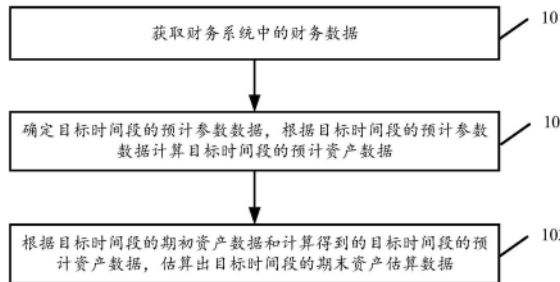 获取财务系统中的财务数据
10
确定目标时间段的预计参数数据，根据目标时间段的预计参数
数据计算目标时间段的预计资产数据
10
根据目标时间段的期初资产数据和计算得到的目标时间段的预
计资产数据，估算出目标时间段的期末资产估算数据